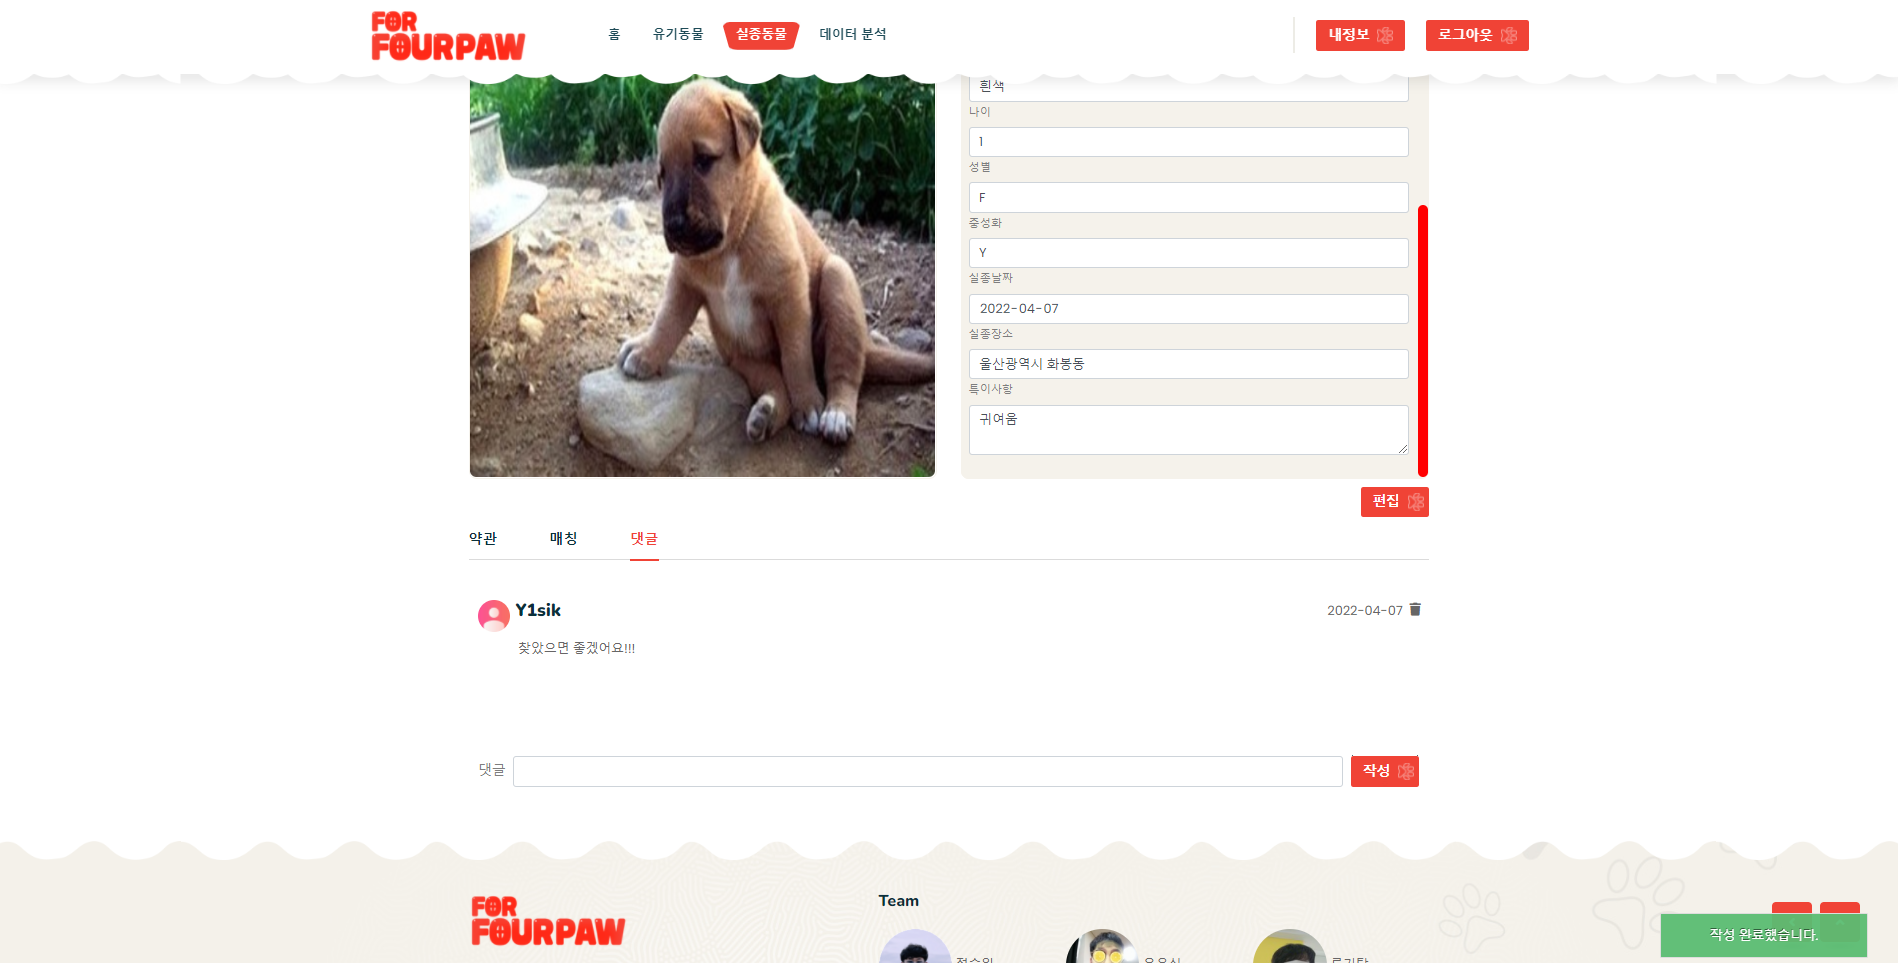 FOR
FOURPAW
홈
유기동물
실종동물
데이터 분석
내정보
로그아웃
흰색
나이
1
성별
F
중성화
Y
실종날짜
2022-04-07
실종장소
울산광역시 화봉동
특이사항
귀여움
편집
약관
매칭
댓글
Y1sik
2022-04-07
찾았으면 좋겠어요!!!
댓글
작성
FOR
FOURPAW
Team
작성 완료했습니다.